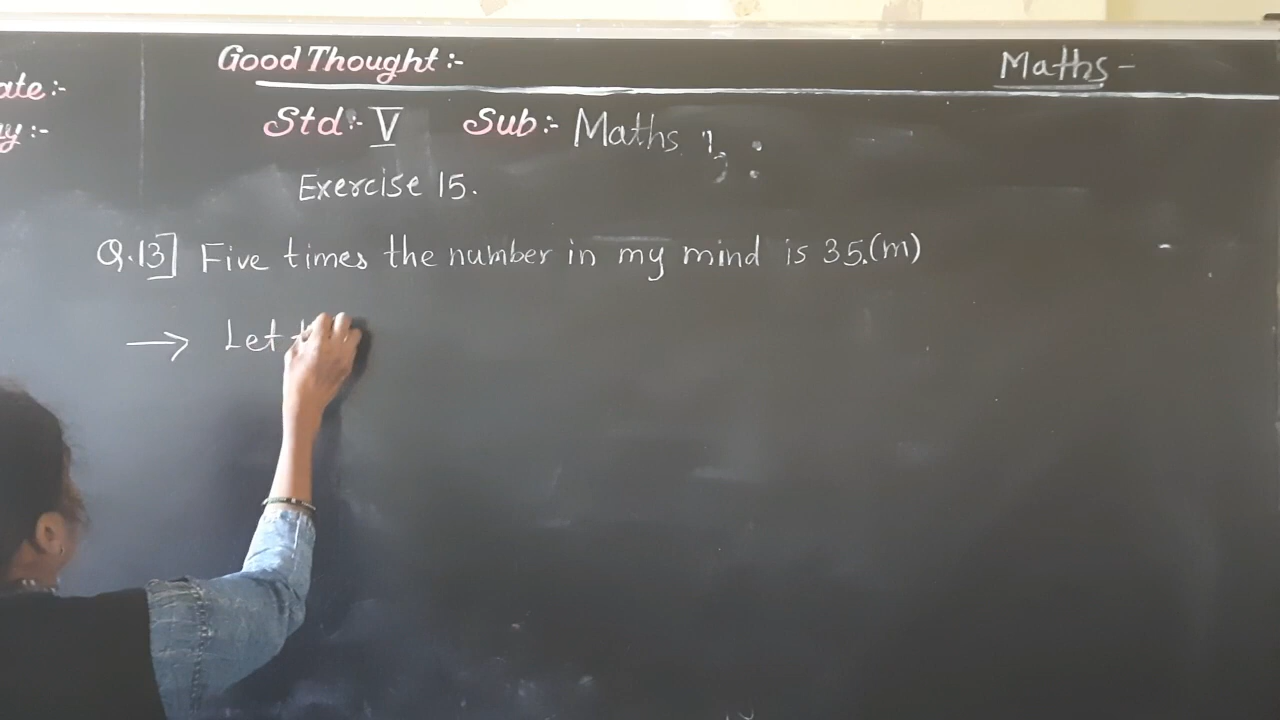 Good Thought :-
Maths -
ate :-
Std :- V Sub :- Maths
y :-
Exercise 15.
Q.13] Five times the number in my mind is 35.(m)
→ Let